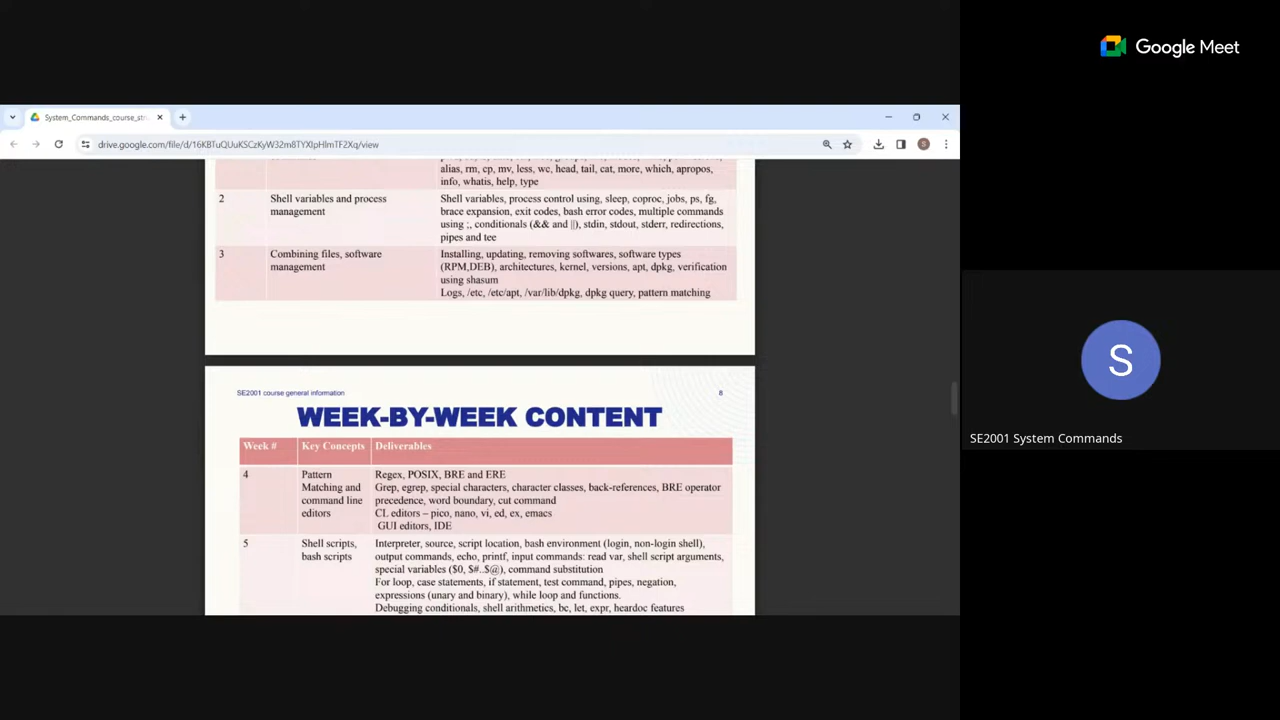 Google Meet
System_Commands_course_str
drive.google.com/file/d/16KBTuQUuKSCzKyW32m8TYXlpHlmTF2Xq/view
alias, rm, cp, mv, less, wc, head, tail, cat, more, which, apropos,
info, whatis, help, type
2
Shell variables and process
management
Shell variables, process control using, sleep, coproc, jobs, ps, fg,
brace expansion, exit codes, bash error codes, multiple commands
using ;, conditionals (&& and ||), stdin, stdout, stderr, redirections,
pipes and tee
3
Combining files, software
management
Installing, updating, removing softwares, software types
(RPM,DEB), architectures, kernel, versions, apt, dpkg, verification
using shasum
Logs, /etc, /etc/apt, /var/lib/dpkg, dpkg query, pattern matching
SE2001 course general information
8
WEEK-BY-WEEK CONTENT
Week # Key Concepts Deliverables
4
Pattern
Matching and
command line
editors
Regex, POSIX, BRE and ERE
Grep, egrep, special characters, character classes, back-references, BRE operator
precedence, word boundary, cut command
CL editors – pico, nano, vi, ed, ex, emacs
GUI editors, IDE
5
Shell scripts,
bash scripts
Interpreter, source, script location, bash environment (login, non-login shell),
output commands, echo, printf, input commands: read var, shell script arguments,
special variables ($0, $#..$@), command substitution
For loop, case statements, if statement, test command, pipes, negation,
expressions (unary and binary), while loop and functions.
Debugging conditionals, shell arithmetics, bc, let, expr, heardoc features
S
S
SE2001 System Commands